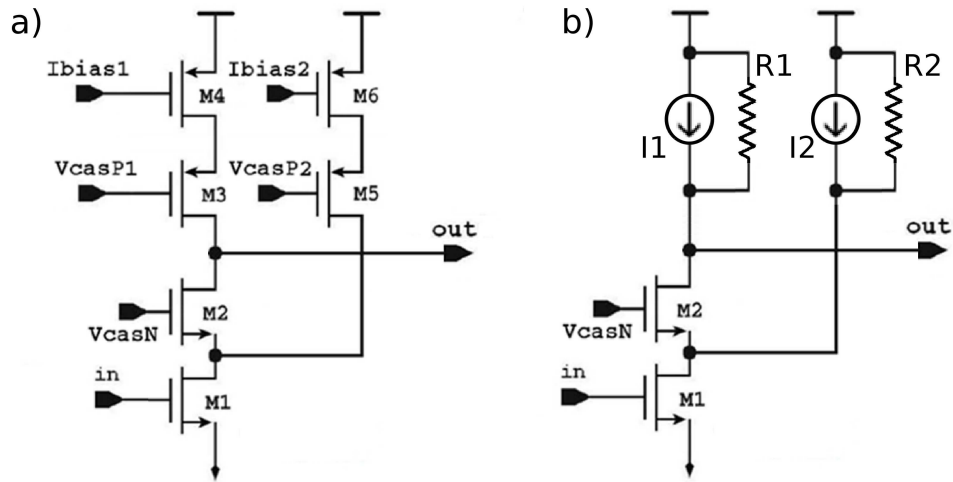 a)
Ibias1
Ibias2
M4
M6
VcasP1
VcasP2
M3
M5
out
M2
VcasN
in
M1
b)
R1
R2
I1
I2
out
M2
VcasN
in
M1